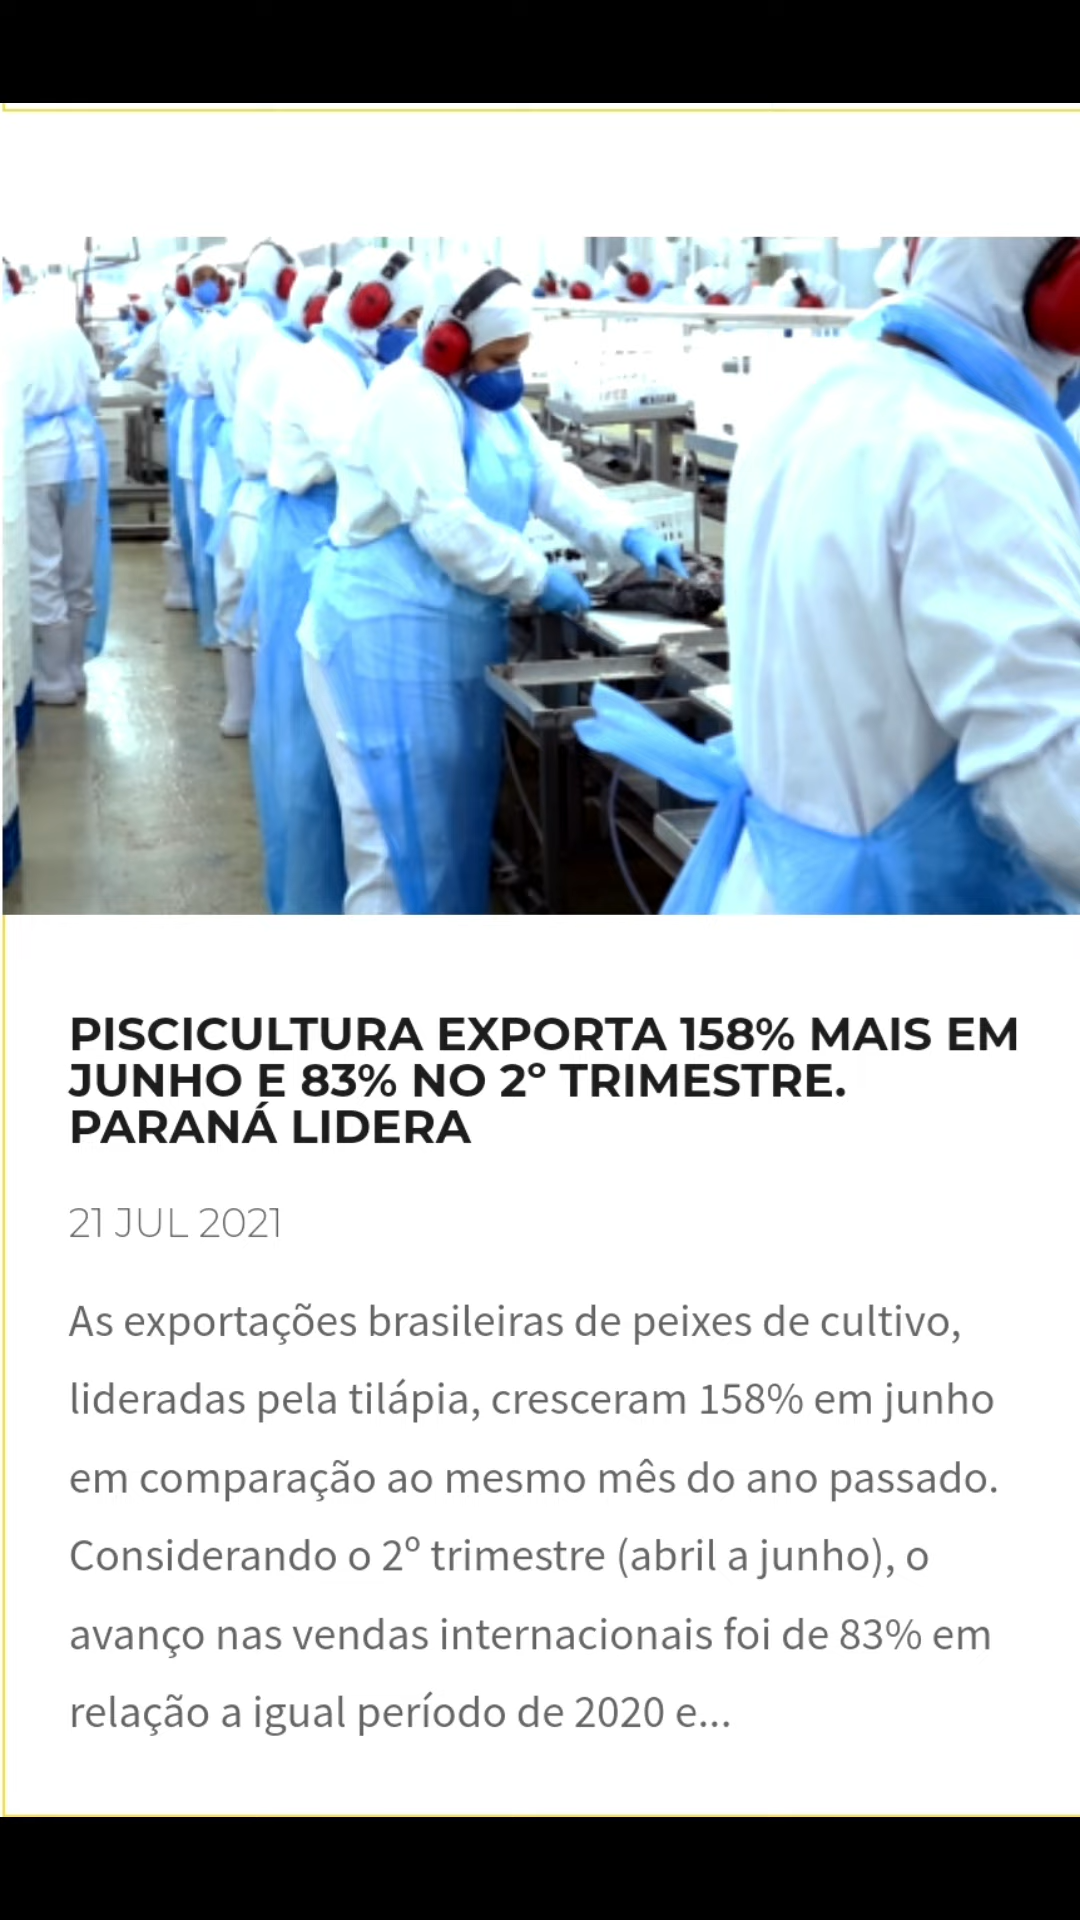 PISCICULTURA EXPORTA 158% MAIS EM
JUNHO E 83% NO 2º TRIMESTRE.
PARANÁ LIDERA
21 JUL 2021
As exportações brasileiras de peixes de cultivo,
lideradas pela tilápia, cresceram 158% em junho
em comparação ao mesmo mês do ano passado.
Considerando o 2º trimestre (abril a junho), o
avanço nas vendas internacionais foi de 83% em
relação a igual período de 2020 e...